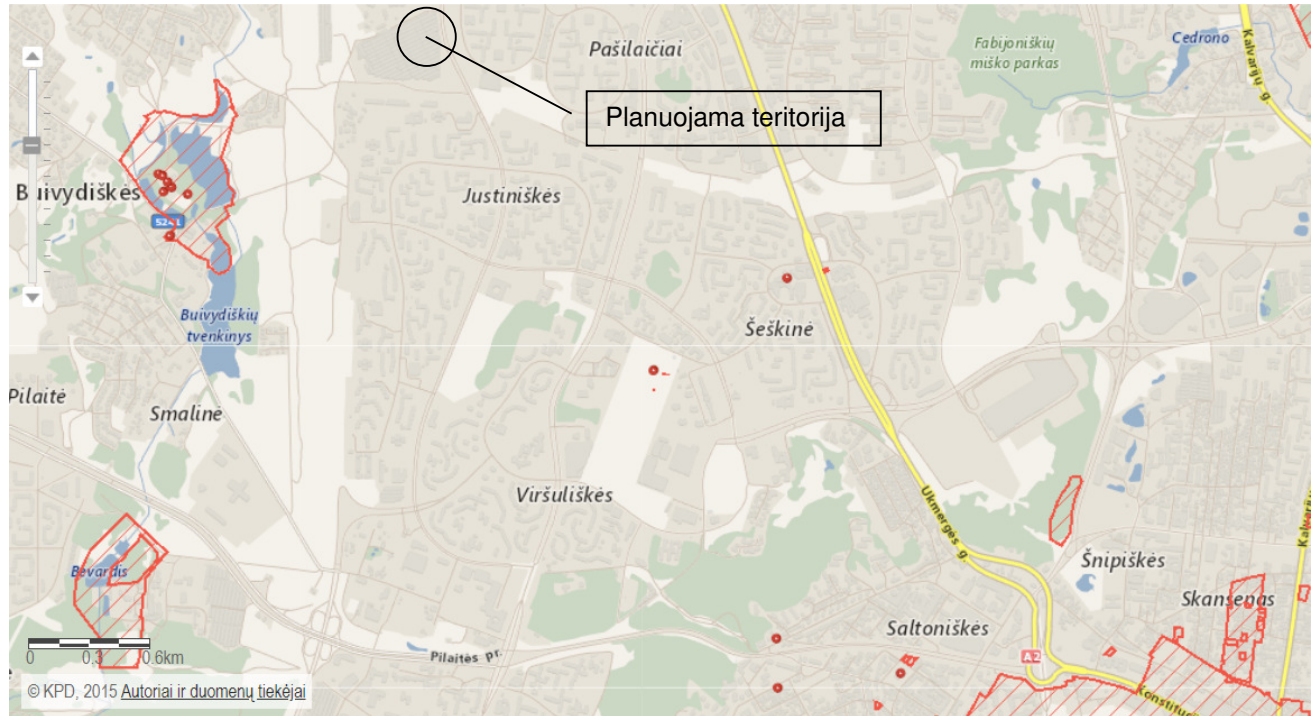 Pašilaičiai
Fabijoniškių
miško parkas
Cedrono
Kalvarijų g.
Planuojama teritorija
Buivydiškės
5241
Justiniškės
Buivydiškių
tvenkinys
Šeškinė
Pilaitė
Smalinė
Viršuliškės
Ukmergės g.
Bevardis
Šnipiškės
Skansenas
Saltoniškės
A2
Pilaitės pr.
0 0.3 0.6km
© KPD, 2015 Autoriai ir duomenų tiekėjai